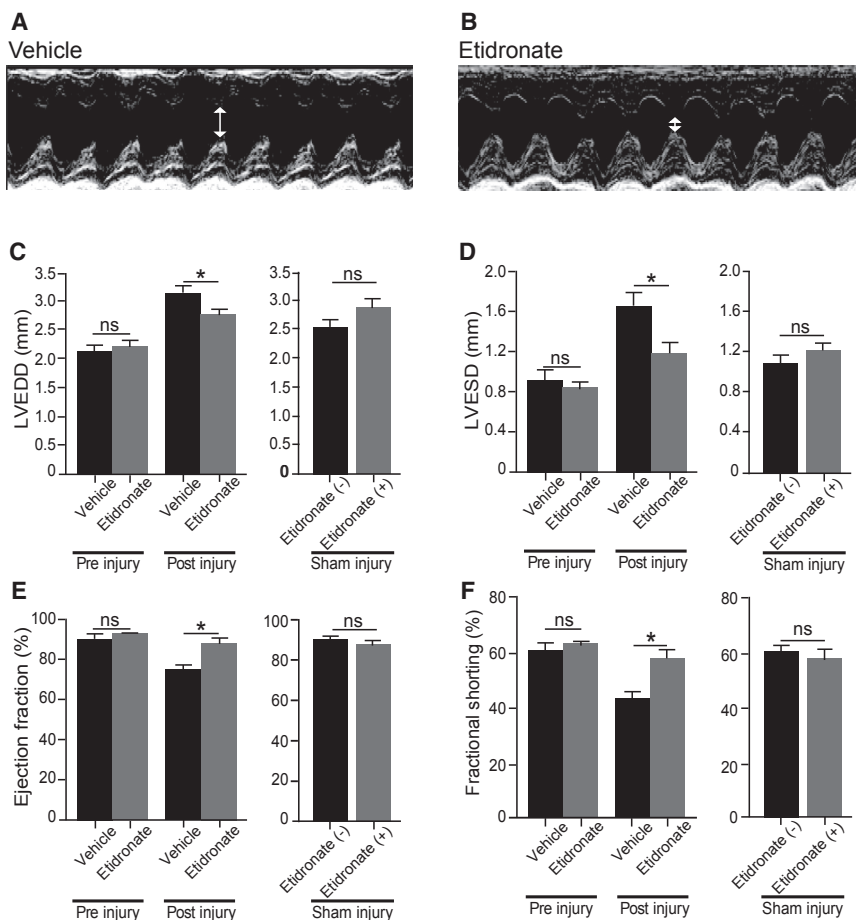 A
Vehicle
B
Etidronate
C
LVEDD (mm)
3.5
3.0
2.5
2.0
1.5
1.0
0.5
0
ns
*
Vehicle
Etidronate
Vehicle
Etidronate
Pre injury
Post injury
3.5
3.0
2.5
2.0
1.5
1.0
0.5
0
ns
Etidronate (-)
Etidronate (+)
Sham injury
D
LVESD (mm)
2.0
1.6
1.2
0.8
0.4
0
ns
*
Vehicle
Etidronate
Vehicle
Etidronate
Pre injury
Post injury
2.0
1.6
1.2
0.8
0.4
0
ns
Etidronate (-)
Etidronate (+)
Sham injury
E
Ejection fraction (%)
100
80
60
40
20
0
ns
*
Vehicle
Etidronate
Vehicle
Etidronate
Pre injury
Post injury
100
80
60
40
20
0
ns
Etidronate (-)
Etidronate (+)
Sham injury
F
Fractional shorting (%)
80
60
40
20
0
ns
*
Vehicle
Etidronate
Vehicle
Etidronate
Pre injury
Post injury
80
60
40
20
0
ns
Etidronate (-)
Etidronate (+)
Sham injury